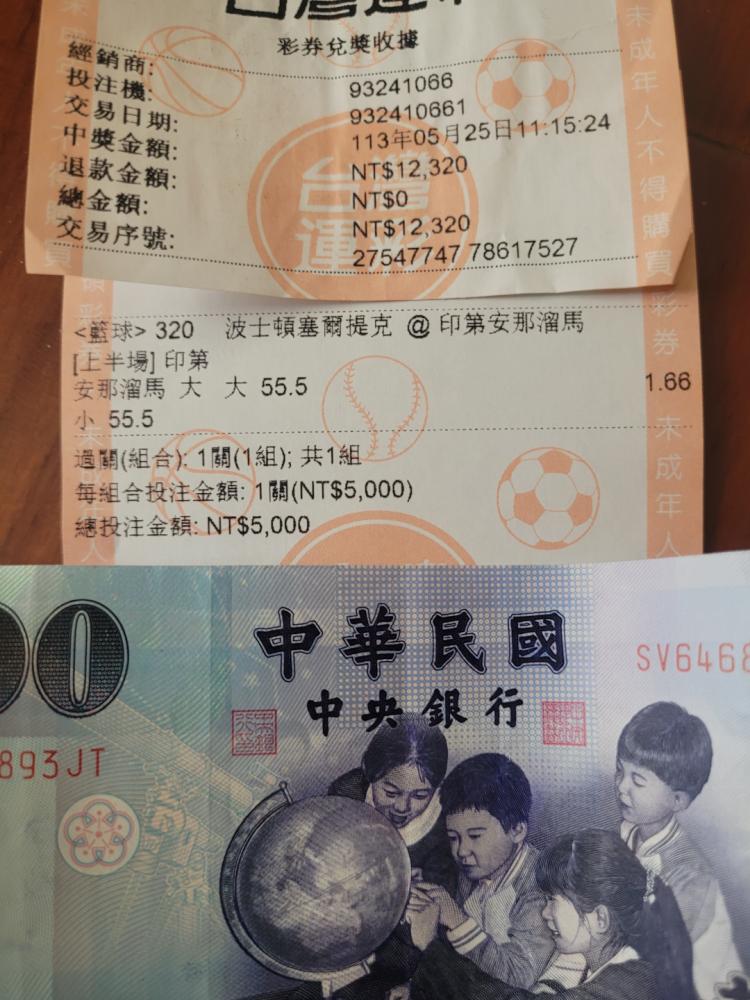 彩券兌獎收據
經銷商: 93241066
投注機: 932410661
交易日期: 113年05月25日11:15:24
中獎金額: NT$12,320
退款金額: NT$0
總金額: NT$12,320
交易序號: 27547747 78617527
台灣
運彩
<籃球> 320 波士頓塞爾提克 @ 印第安那溜馬
[上半場] 印第
安那溜馬 大 大 55.5 1.66
小 55.5
過關(組合): 1關(1組); 共1組
每組合投注金額: 1關(NT$5,000)
總投注金額: NT$5,000
未成年人不得購買彩券 未成年人
00
中華民國
中央銀行
SV6468
893JT